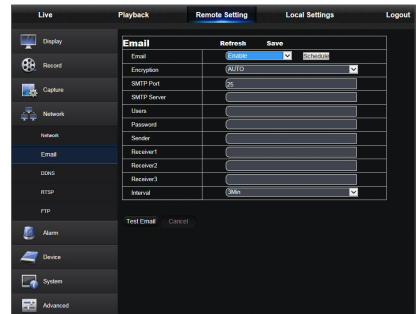 Live Playback Remote Setting Local Settings Logout
Display
Record
Capture
Network
Network
Email
DDNS
RTSP
FTP
Alarm
Device
System
Advanced
Email Refresh Save
Email Enable Schedule
Encryption AUTO
SMTP Port 25
SMTP Server
Users
Password
Sender
Receiver1
Receiver2
Receiver3
Interval 3Min
Test Email Cancel